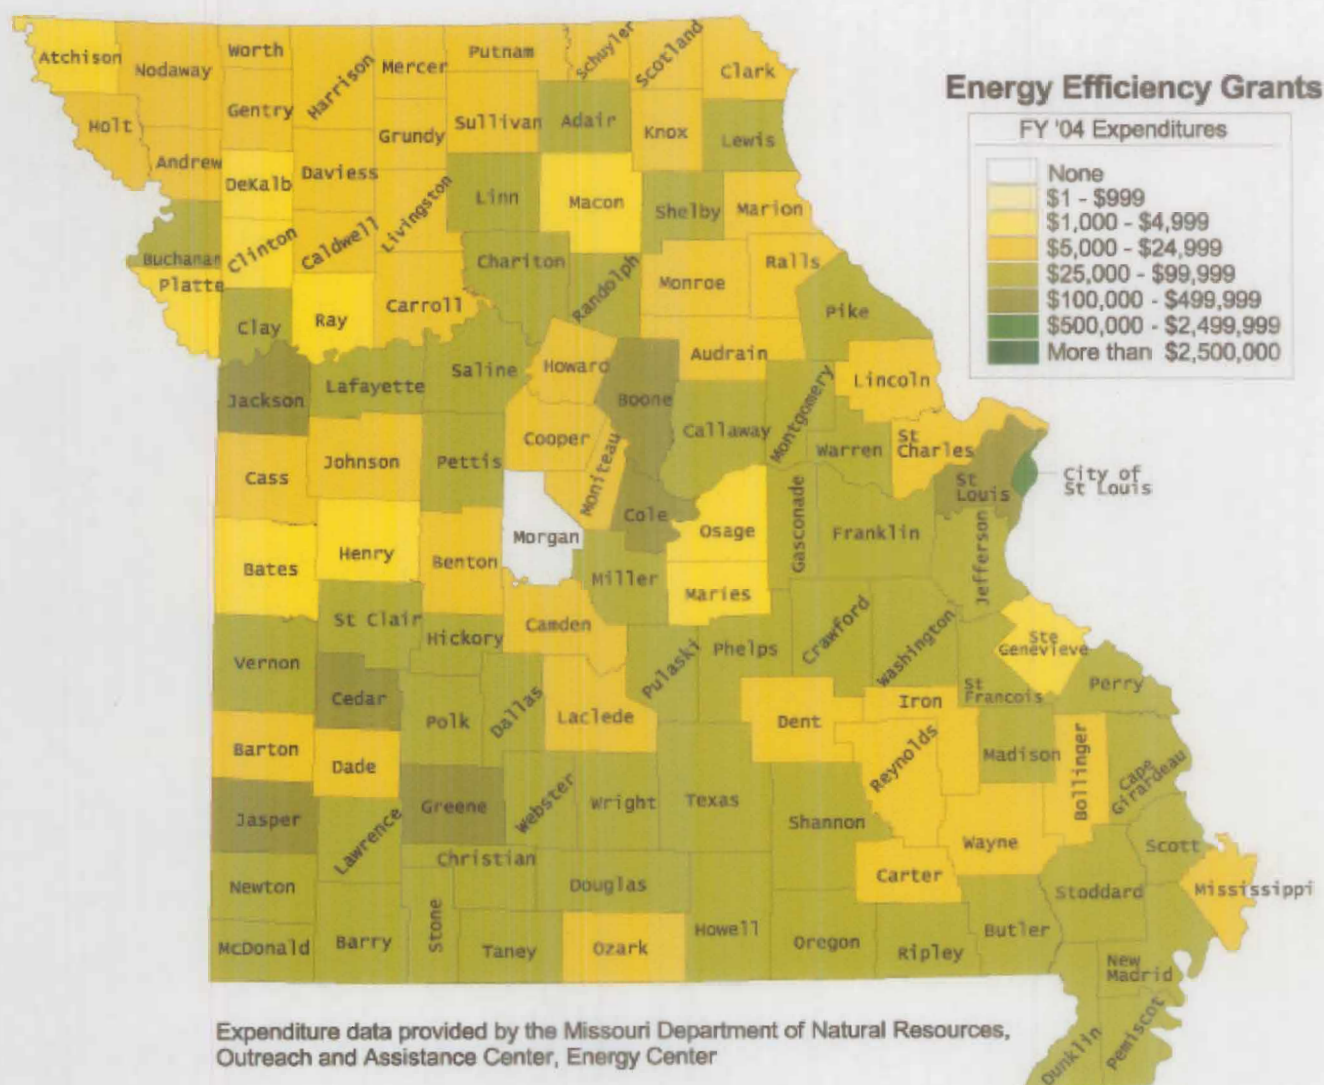 Energy Efficiency Grants
FY '04 Expenditures
None
$1 - $999
$1,000 - $4,999
$5,000 - $24,999
$25,000 - $99,999
$100,000 - $499,999
$500,000 - $2,499,999
More than $2,500,000
Atchison
Nodaway
Worth
Harrison
Mercer
Putnam
Schuyler
Scotland
Clark
Holt
Gentry
Grundy
Sullivan
Adair
Knox
Lewis
Andrew
DeKalb
Daviess
Livingston
Linn
Macon
Shelby
Marion
Buchanan
Clinton
Caldwell
Chariton
Randolph
Monroe
Ralls
Platte
Clay
Ray
Carroll
Pike
Jackson
Lafayette
Saline
Howard
Boone
Audrain
Lincoln
Cass
Johnson
Pettis
Cooper
Moniteau
Callaway
Montgomery
Warren
St
Charles
St
Louis
City of
St Louis
Bates
Henry
Benton
Morgan
Cole
Osage
Gasconade
Franklin
Jefferson
Miller
Maries
St Clair
Hickory
Camden
Pulaski
Phelps
Crawford
Washington
Ste
Genevieve
Vernon
Cedar
Polk
Dallas
Laclede
Dent
Iron
St
Francois
Perry
Barton
Dade
Reynolds
Madison
Bollinger
Cape
Girardeau
Jasper
Lawrence
Greene
Webster
Wright
Texas
Shannon
Wayne
Scott
Newton
Christian
Douglas
Carter
Stoddard
Mississippi
McDonald
Barry
Stone
Taney
Ozark
Howell
Oregon
Ripley
Butler
New
Madrid
Dunklin
Pemiscot
Expenditure data provided by the Missouri Department of Natural Resources,
Outreach and Assistance Center, Energy Center